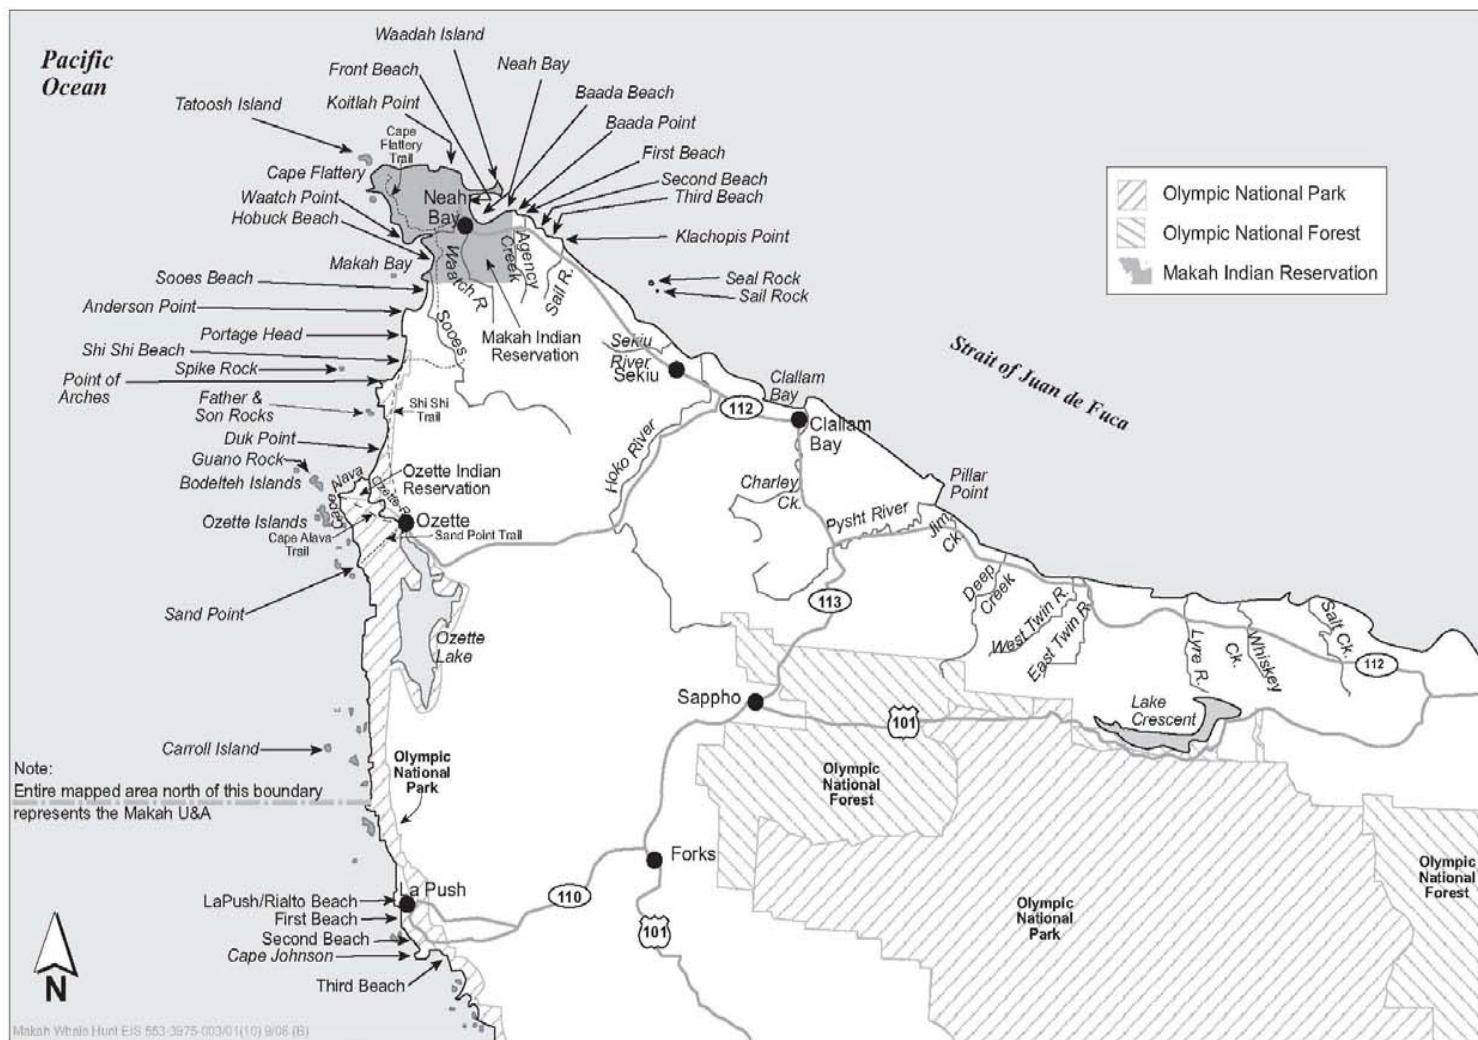 Pacific
Ocean
Waadah Island
Front Beach
Neah Bay
Koitlah Point
Baada Beach
Tatoosh Island
Baada Point
Cape
Flattery
Trail
First Beach
Cape Flattery
Second Beach
Waatch Point
Third Beach
Neah
Bay
Hobuck Beach
Klachopis Point
Makah Bay
Waatch R.
Agency
Creek
Sail R.
Seal Rock
Sail Rock
Sooes Beach
Anderson Point
Portage Head
Sooes
Makah Indian
Reservation
Shi Shi Beach
Spike Rock
Point of
Arches
Father &
Son Rocks
Shi Shi
Trail
Duk Point
Guano Rock
Bodelteh Islands
Ozette Indian
Reservation
Ozette Islands
Ozette
Cape Alava
Trail
Sand Point Trail
Sand Point
Ozette
Lake
Sekiu
River
Sekiu
Clallam
Bay
112
Clallam
Bay
Hoko River
Charley
Ck.
Pillar
Point
Pysht River
Jim
Ck.
Strait of Juan de Fuca
Olympic National Park
Olympic National Forest
Makah Indian Reservation
113
Deep
Creek
West Twin R.
East Twin R.
Lyre R.
Whiskey
Ck.
Salt Ck.
112
Sappho
101
Lake
Crescent
Carroll Island
Note:
Entire mapped area north of this boundary
represents the Makah U&A
Olympic
National
Park
Olympic
National
Forest
Forks
Olympic
National
Forest
La Push
LaPush/Rialto Beach
110
First Beach
Second Beach
Cape Johnson
Third Beach
101
Olympic
National
Park
N
Makah Whale Hunt EIS 553-3975-003/01(10) 9/06 (B)